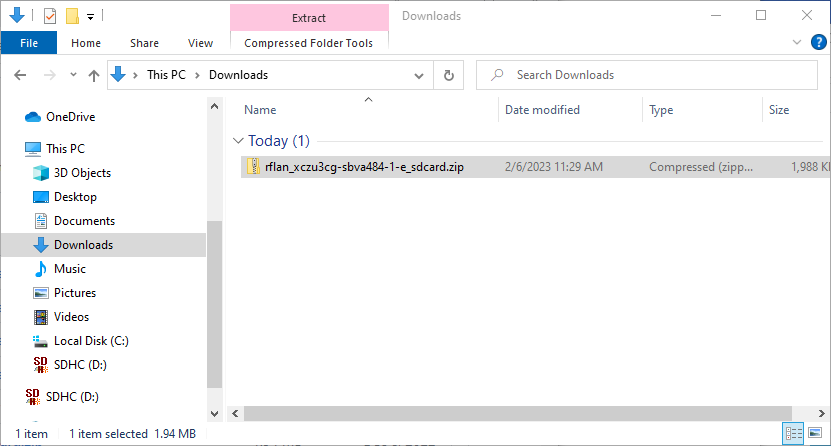 Extract
Downloads
File
Home
Share
View
Compressed Folder Tools
?
This PC
Downloads
Search Downloads
Name
Date modified
Type
Size
OneDrive
This PC
3D Objects
Desktop
Documents
Downloads
Music
Pictures
Videos
Local Disk (C:)
SD
SDHC (D:)
SD
SDHC (D:)
Today (1)
rflan_xczu3cg-sbva484-1-e_sdcard.zip
2/6/2023 11:29 AM
Compressed (zipp...
1,988 K
1 item
1 item selected 1.94 MB